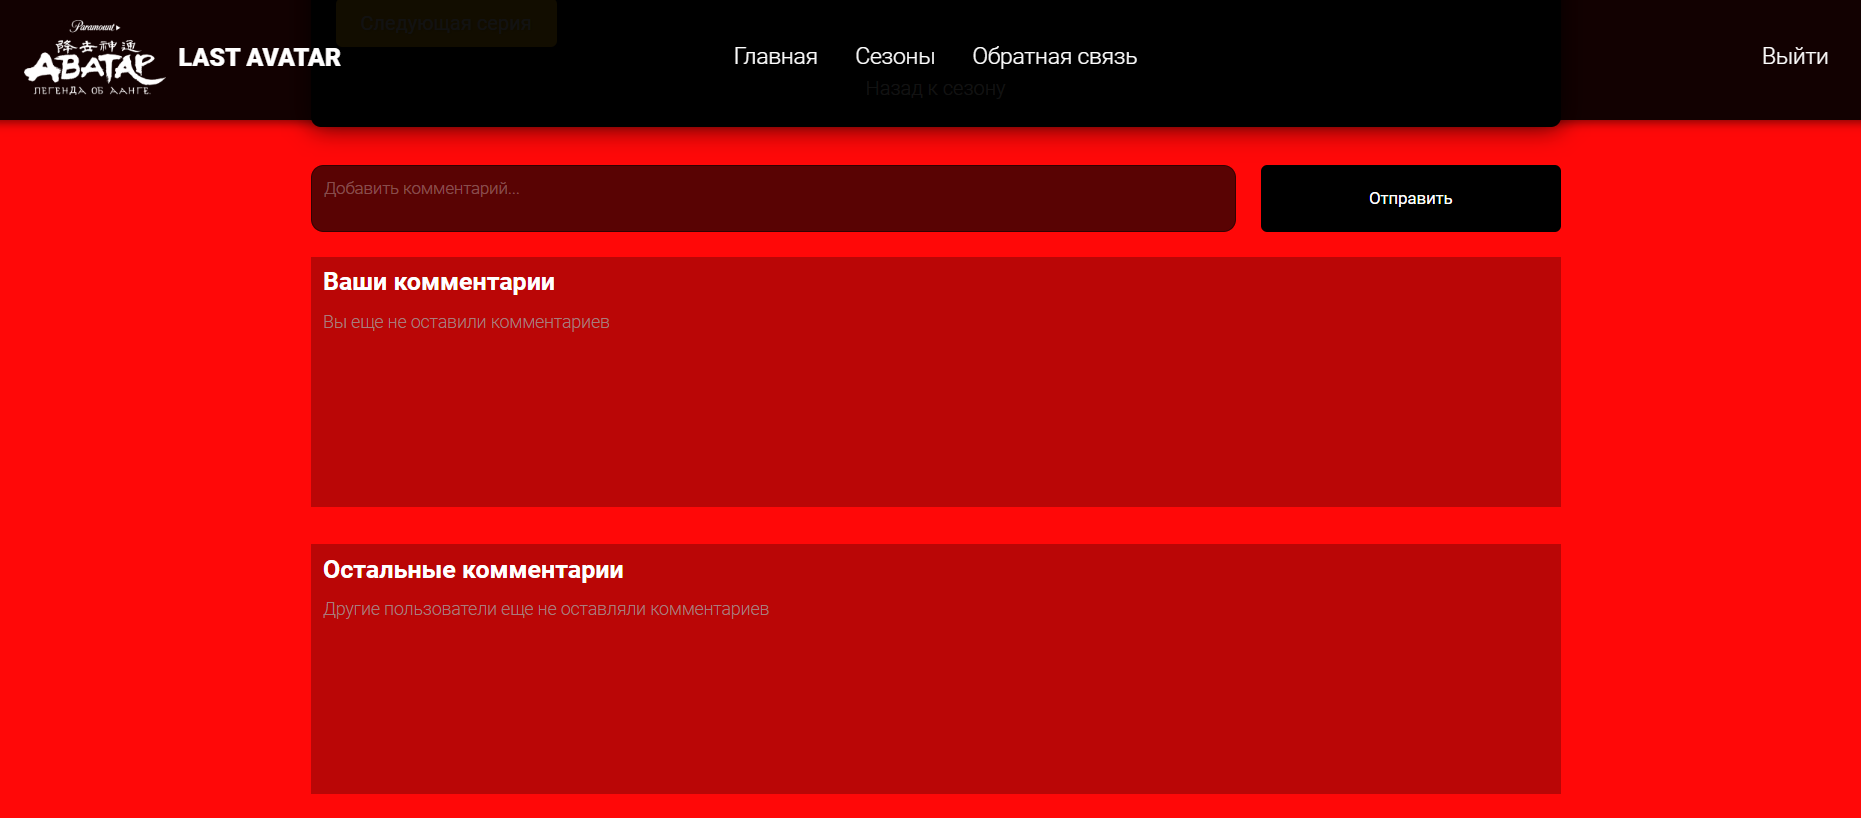 Следующая серия
Paramount+
降去神通
АВАТАР
ЛЕГЕНДА ОБ ААНГЕ
LAST AVATAR
Главная Сезоны Обратная связь
Выйти
Назад к сезону
Добавить комментарий...
Отправить
Ваши комментарии
Вы еще не оставили комментариев
Остальные комментарии
Другие пользователи еще не оставляли комментариев